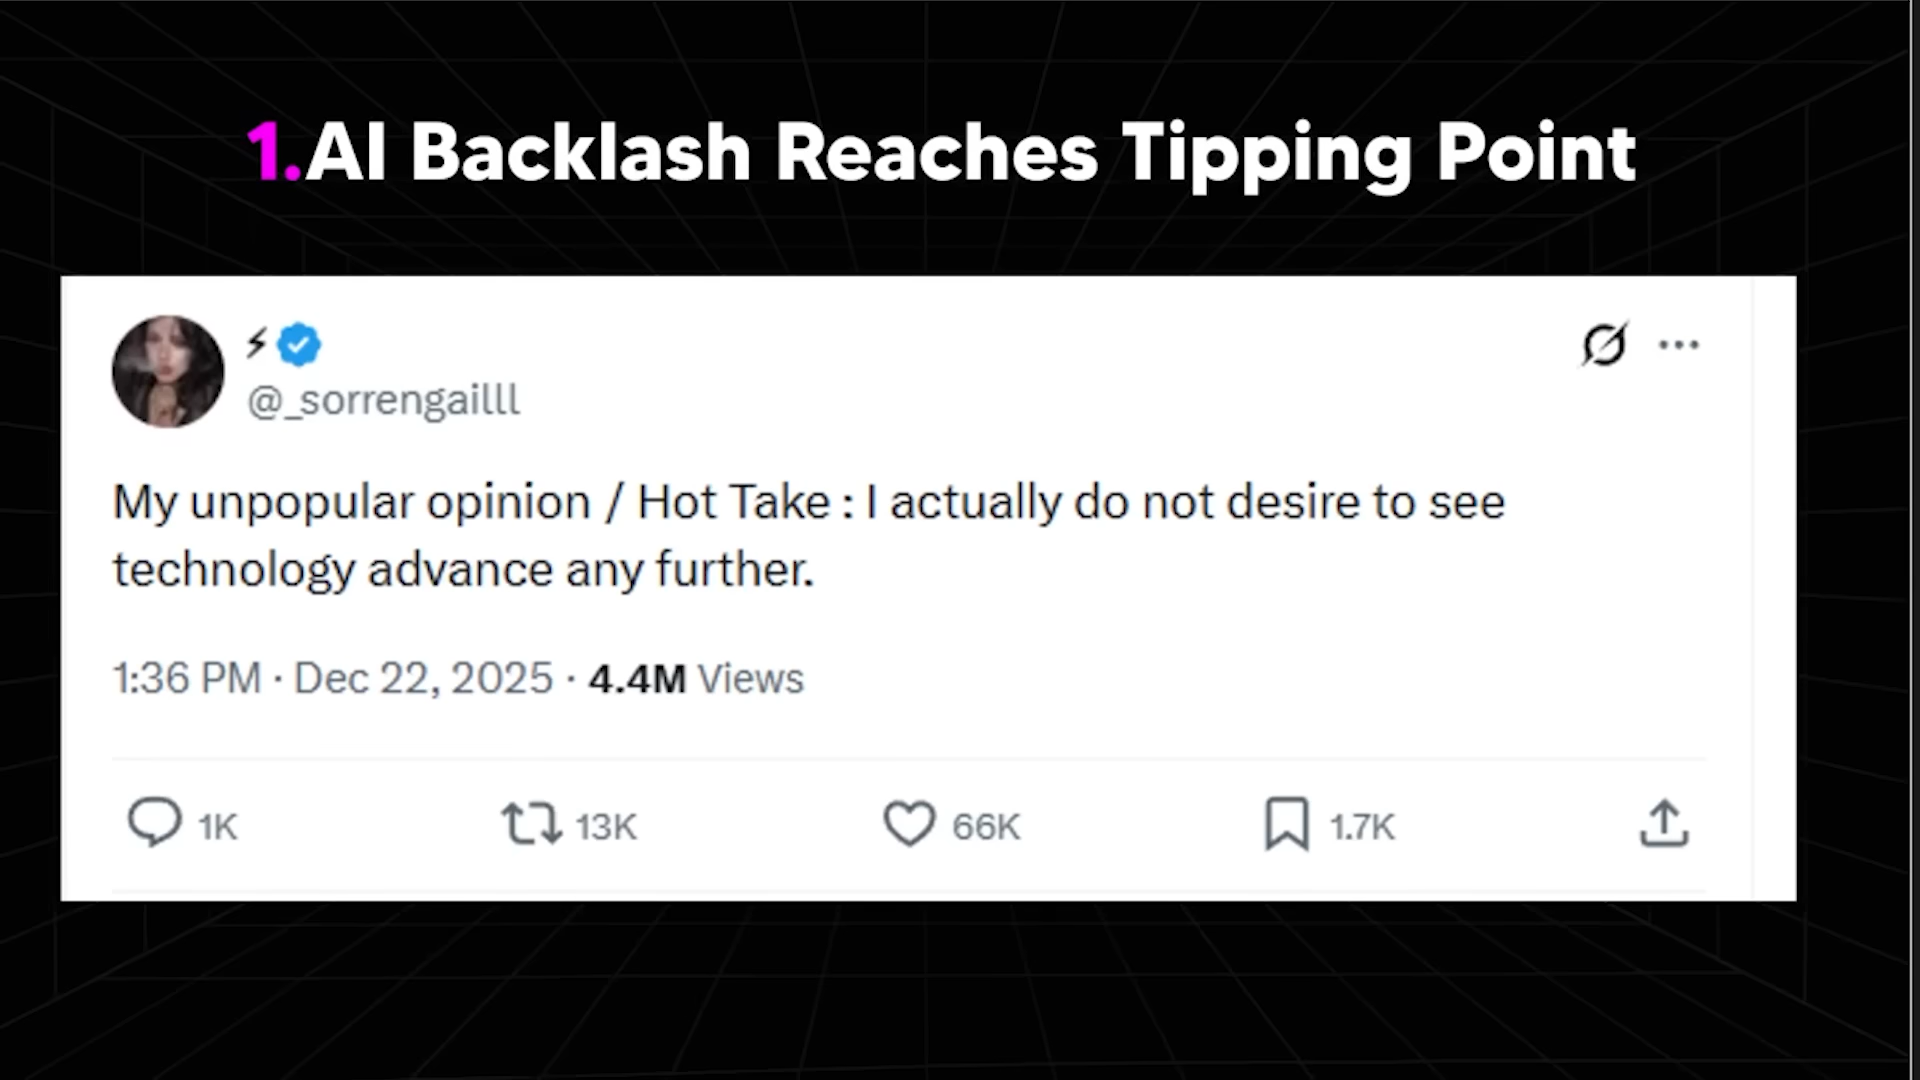 1.AI Backlash Reaches Tipping Point
⚡
@_sorrengailll
My unpopular opinion / Hot Take : I actually do not desire to see
technology advance any further.
1:36 PM · Dec 22, 2025 · 4.4M Views
1K 13K 66K 1.7K